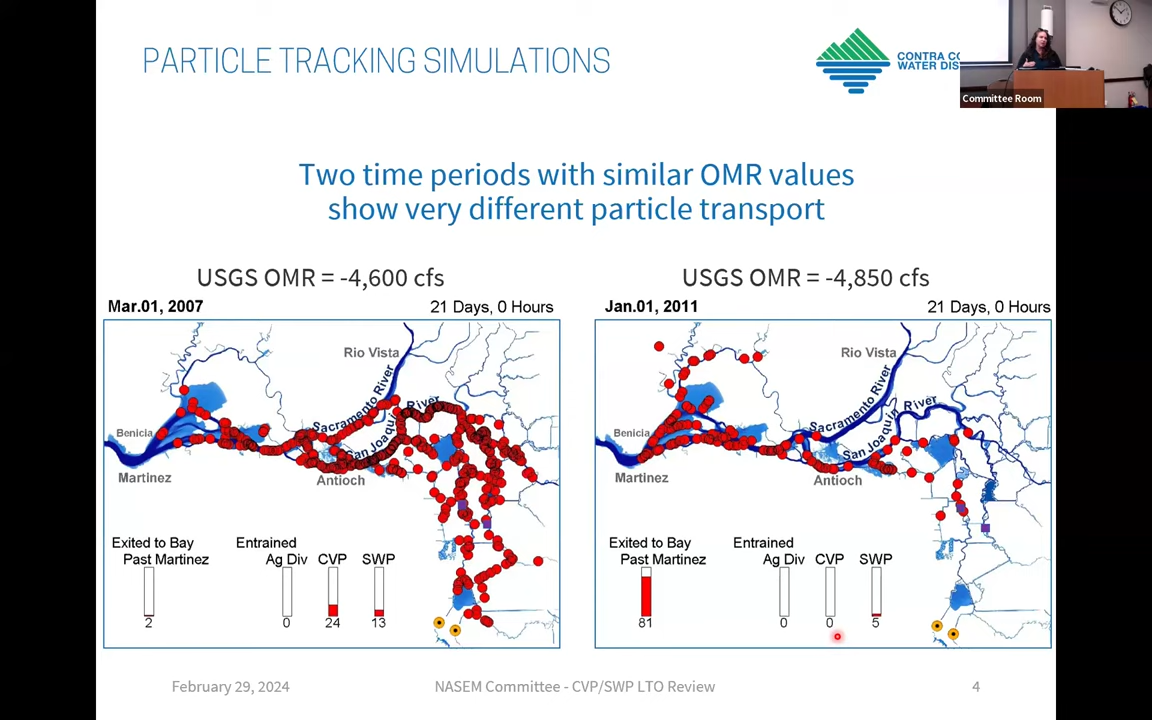 PARTICLE TRACKING SIMULATIONS
CONTRA CO
WATER DIS
Committee Room
Two time periods with similar OMR values
show very different particle transport
USGS OMR = -4,600 cfs
Mar.01, 2007
21 Days, 0 Hours
Rio Vista
Sacramento River
San Joaquin River
Benicia
Martinez
Antioch
Exited to Bay
Past Martinez
Entrained
Ag Div CVP SWP
2
0 24 13
USGS OMR = -4,850 cfs
Jan.01, 2011
21 Days, 0 Hours
Rio Vista
Sacramento River
San Joaquin River
Benicia
Martinez
Antioch
Exited to Bay
Past Martinez
Entrained
Ag Div CVP SWP
81
0 0 5
February 29, 2024
NASEM Committee - CVP/SWP LTO Review
4